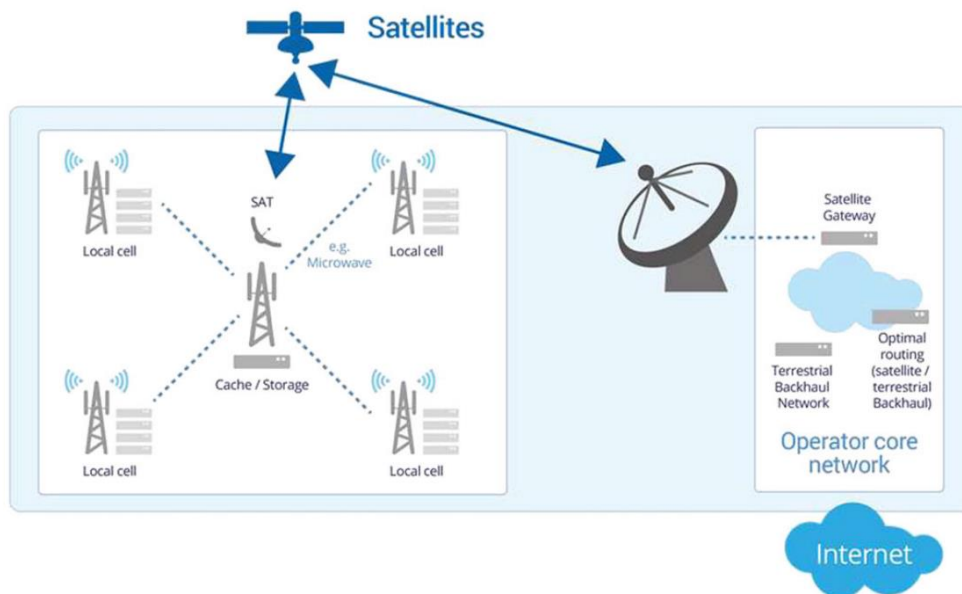 Satellites
Local cell
SAT
e.g.
Microwave
Local cell
Cache / Storage
Local cell
Local cell
Satellite
Gateway
Terrestrial
Backhaul
Network
Optimal
routing
(satellite /
terrestrial
Backhaul)
Operator core
network
Internet